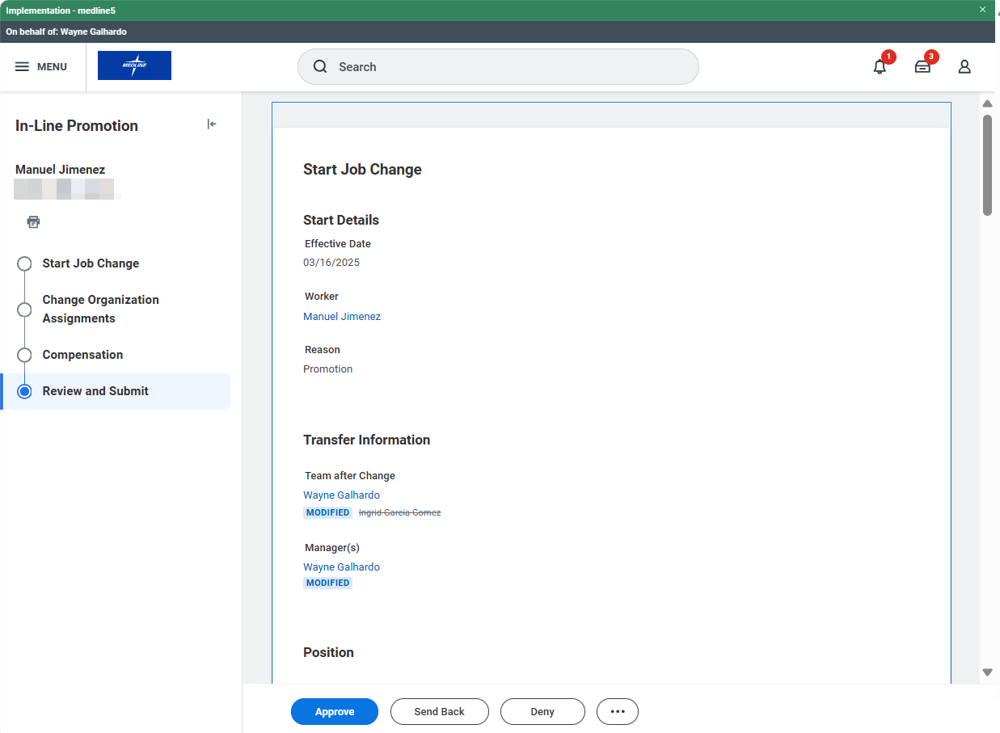 Implementation - medline5
On behalf of: Wayne Galhardo
MENU
MEDLINE
Search
1
3
In-Line Promotion
Manuel Jimenez
Start Job Change
Change Organization
Assignments
Compensation
Review and Submit
Start Job Change
Start Details
Effective Date
03/16/2025
Worker
Manuel Jimenez
Reason
Promotion
Transfer Information
Team after Change
Wayne Galhardo
MODIFIED Ingrid Garcia Gomez
Manager(s)
Wayne Galhardo
MODIFIED
Position
Approve Send Back Deny